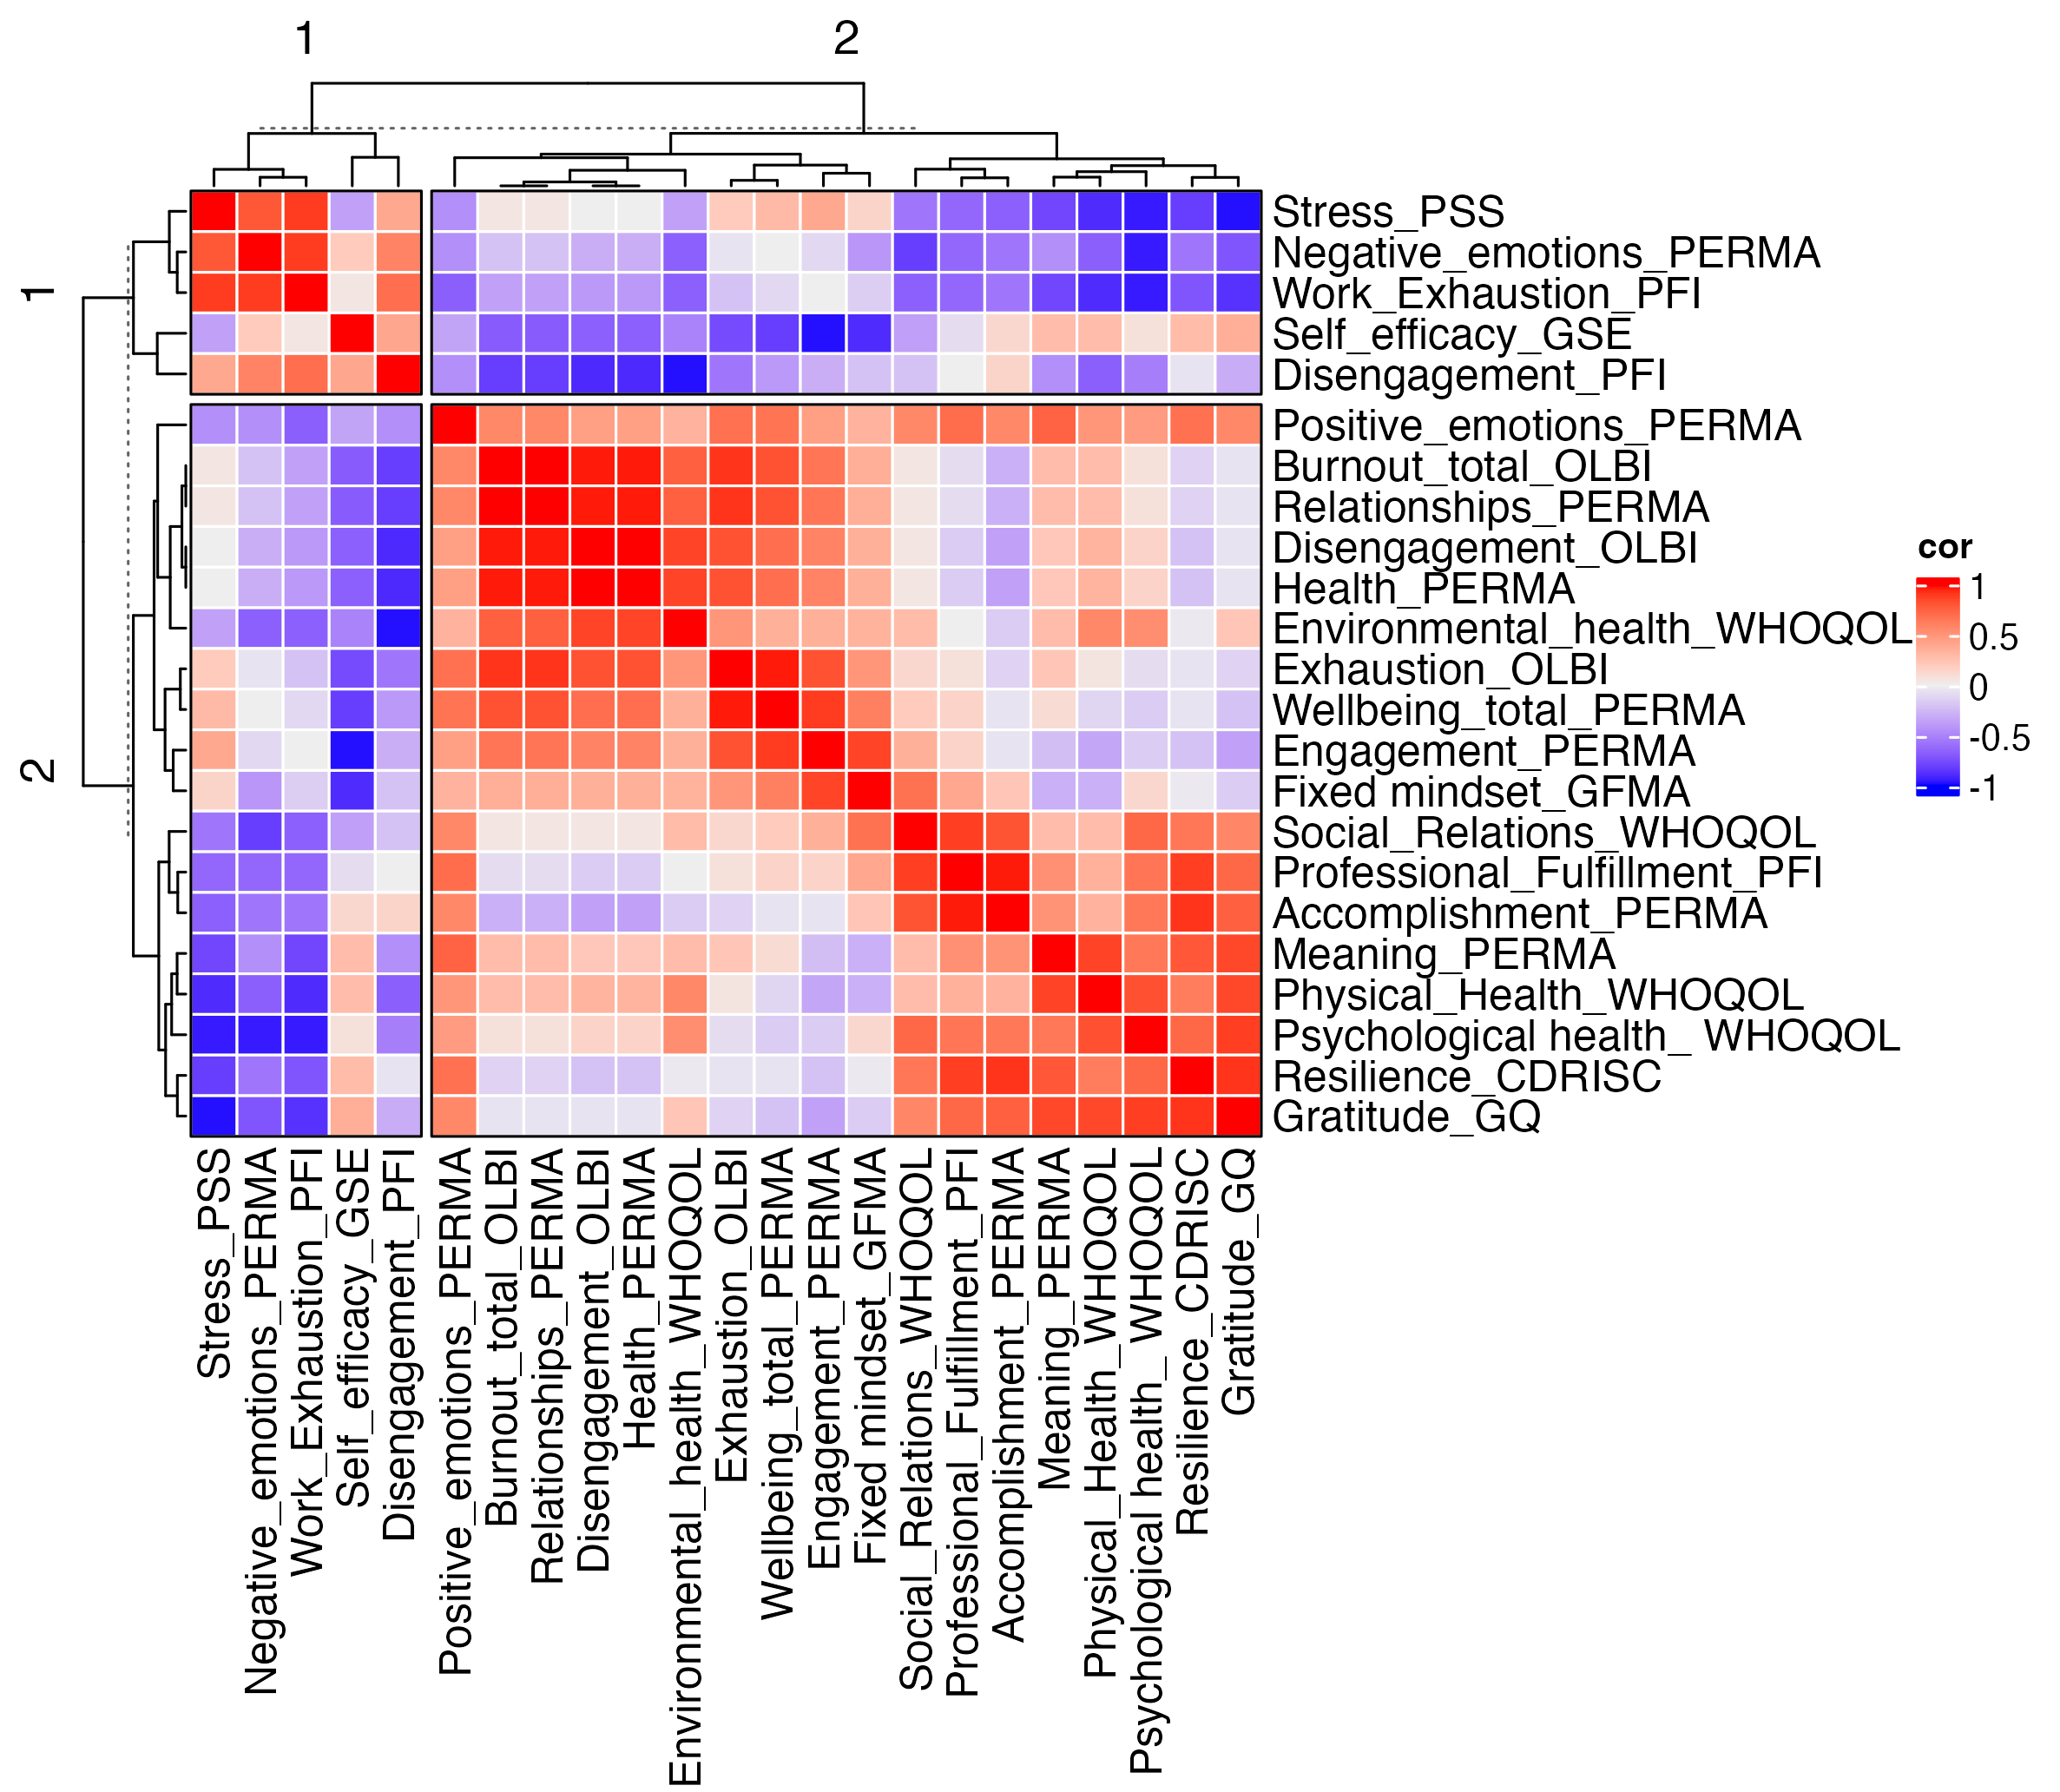 1
2
1
2
Stress_PSS
Negative_emotions_PERMA
Work_Exhaustion_PFI
Self_efficacy_GSE
Disengagement_PFI
Positive_emotions_PERMA
Burnout_total_OLBI
Relationships_PERMA
Disengagement_OLBI
Health_PERMA
Environmental_health_WHOQOL
Exhaustion_OLBI
Wellbeing_total_PERMA
Engagement_PERMA
Fixed mindset_GFMA
Social_Relations_WHOQOL
Professional_Fulfillment_PFI
Accomplishment_PERMA
Meaning_PERMA
Physical_Health_WHOQOL
Psychological health_ WHOQOL
Resilience_CDRISC
Gratitude_GQ
cor
1
0.5
0
-0.5
-1
Stress_PSS
Negative_emotions_PERMA
Work_Exhaustion_PFI
Self_efficacy_GSE
Disengagement_PFI
Positive_emotions_PERMA
Burnout_total_OLBI
Relationships_PERMA
Disengagement_OLBI
Health_PERMA
Environmental_health_WHOQOL
Exhaustion_OLBI
Wellbeing_total_PERMA
Engagement_PERMA
Fixed mindset_GFMA
Social_Relations_WHOQOL
Professional_Fulfillment_PFI
Accomplishment_PERMA
Meaning_PERMA
Physical_Health_WHOQOL
Psychological health_ WHOQOL
Resilience_CDRISC
Gratitude_GQ